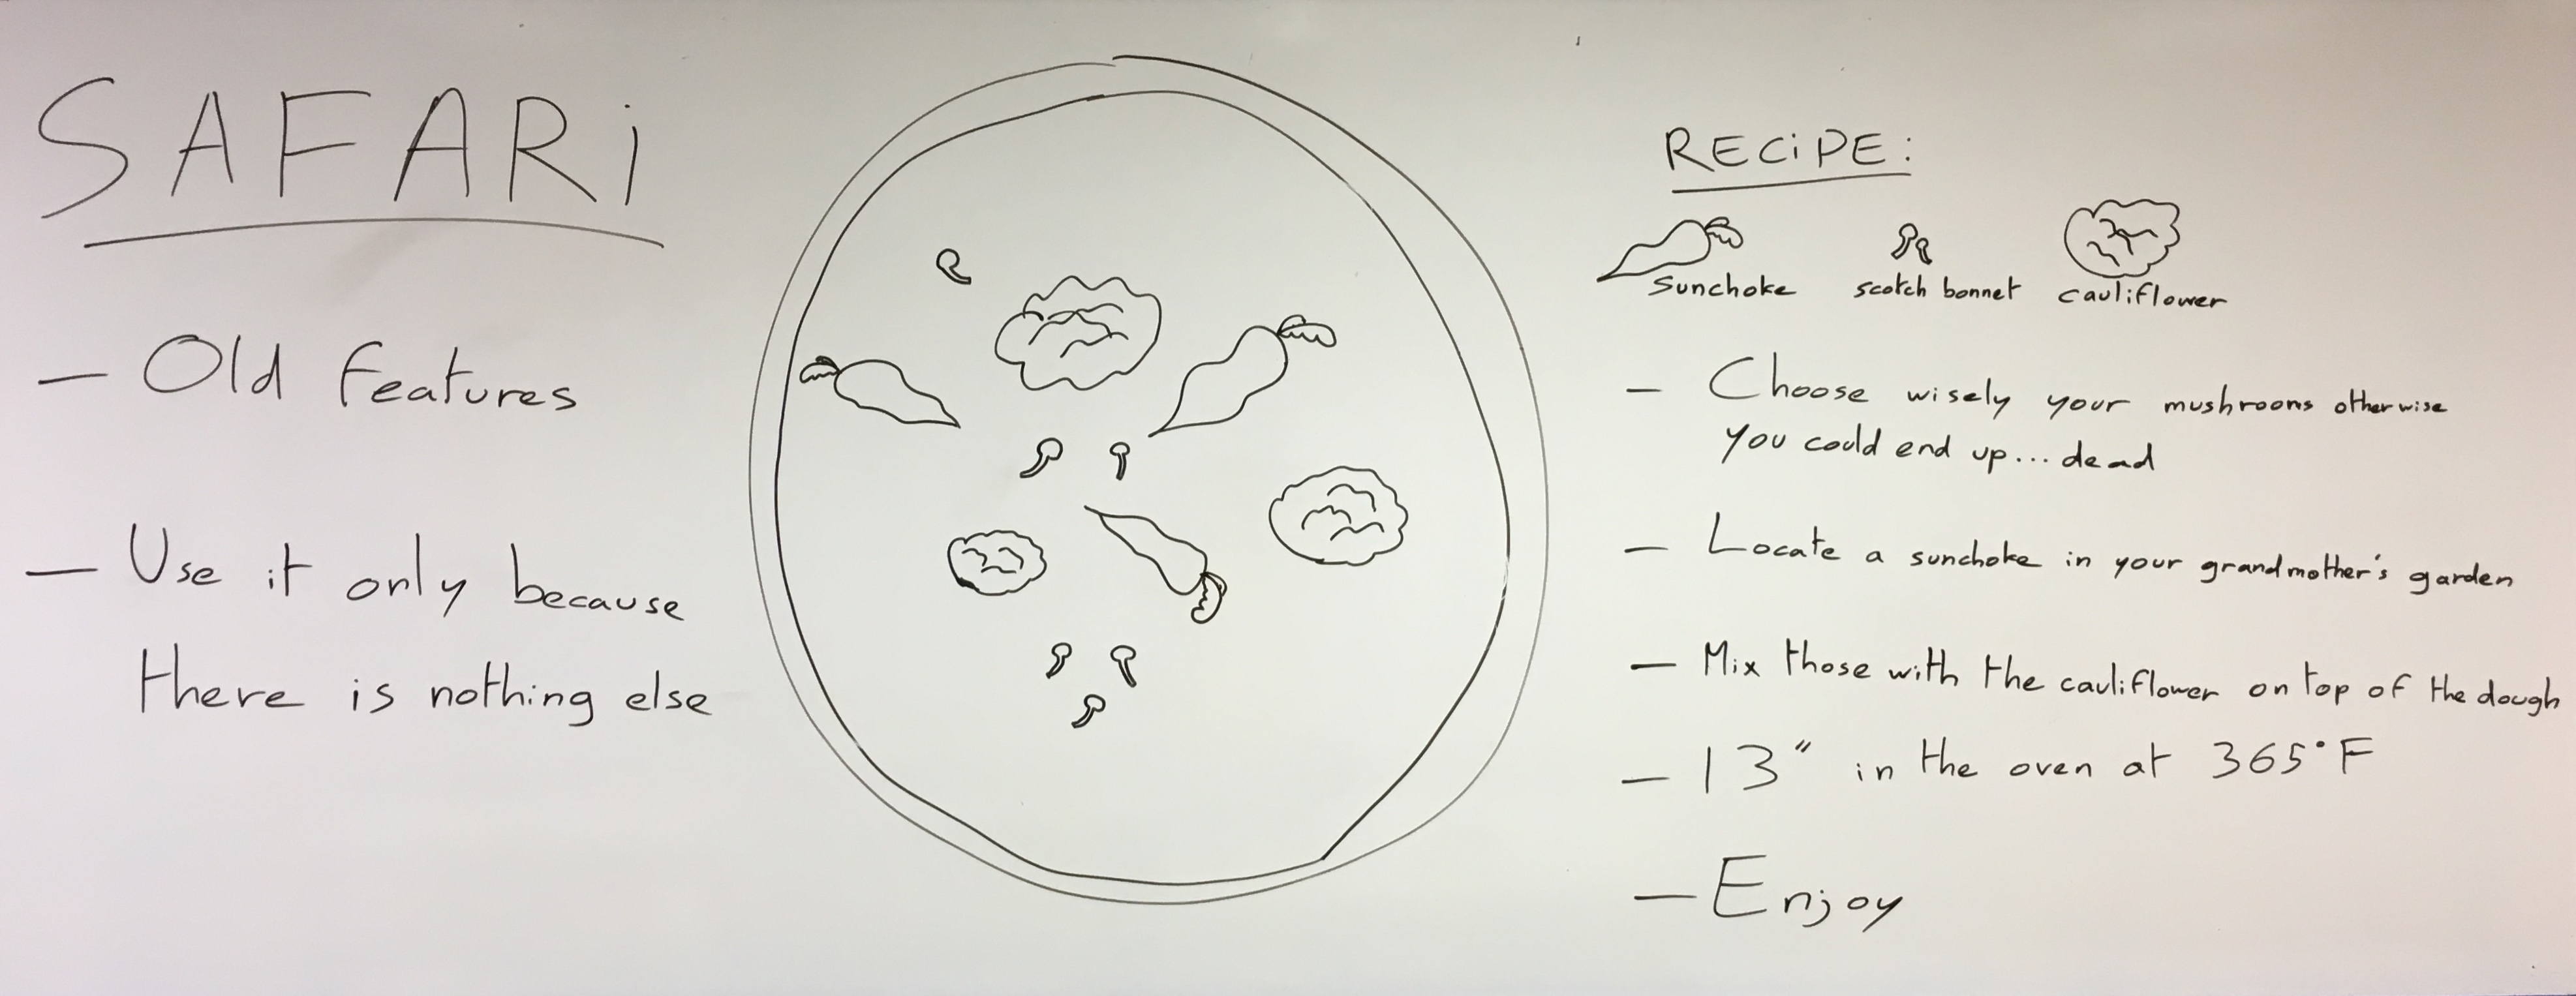 SAFARi
- Old features
- Use it only because
there is nothing else
RECiPE:
Sunchoke scotch bonnet cauliflower
- Choose wisely your mushrooms otherwise
you could end up... dead
- Locate a sunchoke in your grandmother's garden
- Mix those with the cauliflower on top of the dough
- 13" in the oven at 365°F
- Enjoy